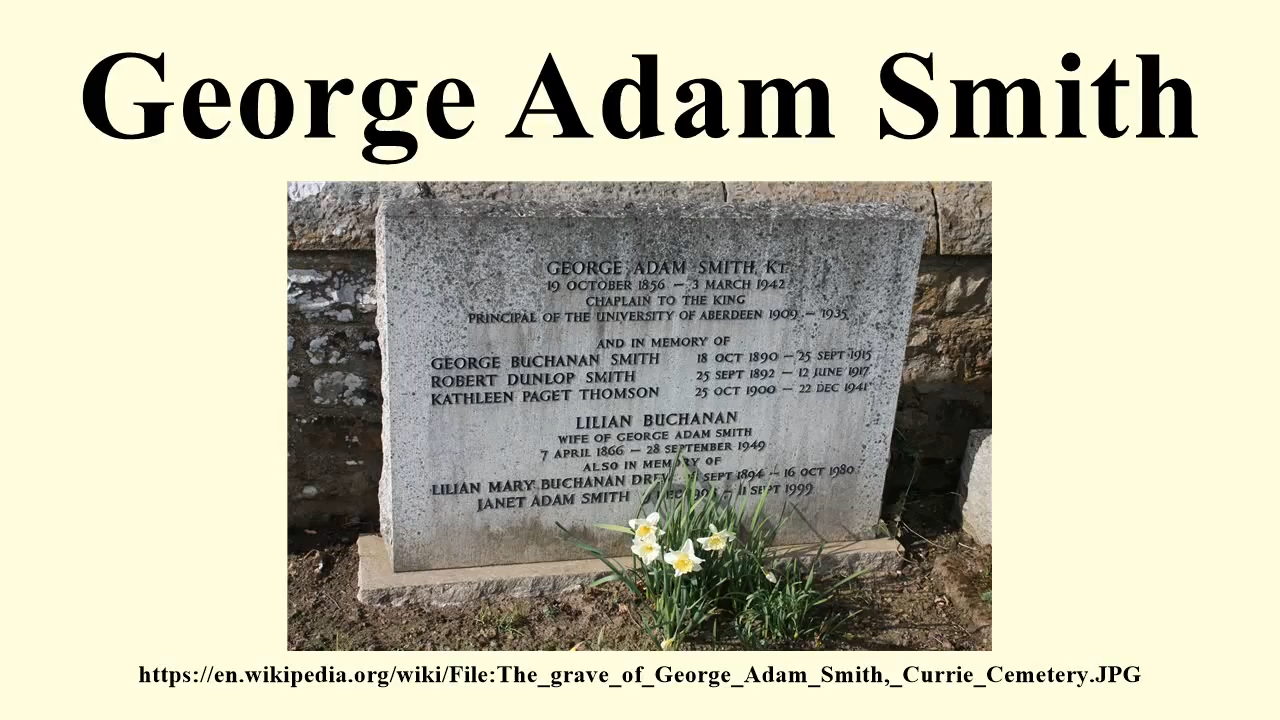 George Adam Smith
GEORGE ADAM SMITH, KT.
19 OCTOBER 1856 — 3 MARCH 1942
CHAPLAIN TO THE KING
PRINCIPAL OF THE UNIVERSITY OF ABERDEEN 1909 — 1935
AND IN MEMORY OF
GEORGE BUCHANAN SMITH 18 OCT 1890 — 25 SEPT 1915
ROBERT DUNLOP SMITH 25 SEPT 1892 — 12 JUNE 1917
KATHLEEN PAGET THOMSON 25 OCT 1900 — 22 DEC 1941
LILIAN BUCHANAN
WIFE OF GEORGE ADAM SMITH
7 APRIL 1866 — 28 SEPTEMBER 1949
ALSO IN MEMORY OF
LILIAN MARY BUCHANAN SEPT 1894 — 16 OCT 1980
JANET ADAM SMITH DEC — 11 SEPT 1999
https://en.wikipedia.org/wiki/File:The_grave_of_George_Adam_Smith,_Currie_Cemetery.JPG